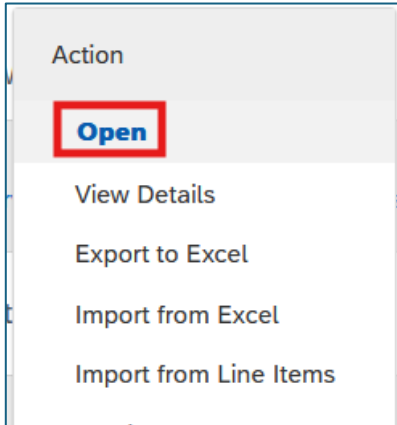 Action
Open
View Details
Export to Excel
Import from Excel
Import from Line Items